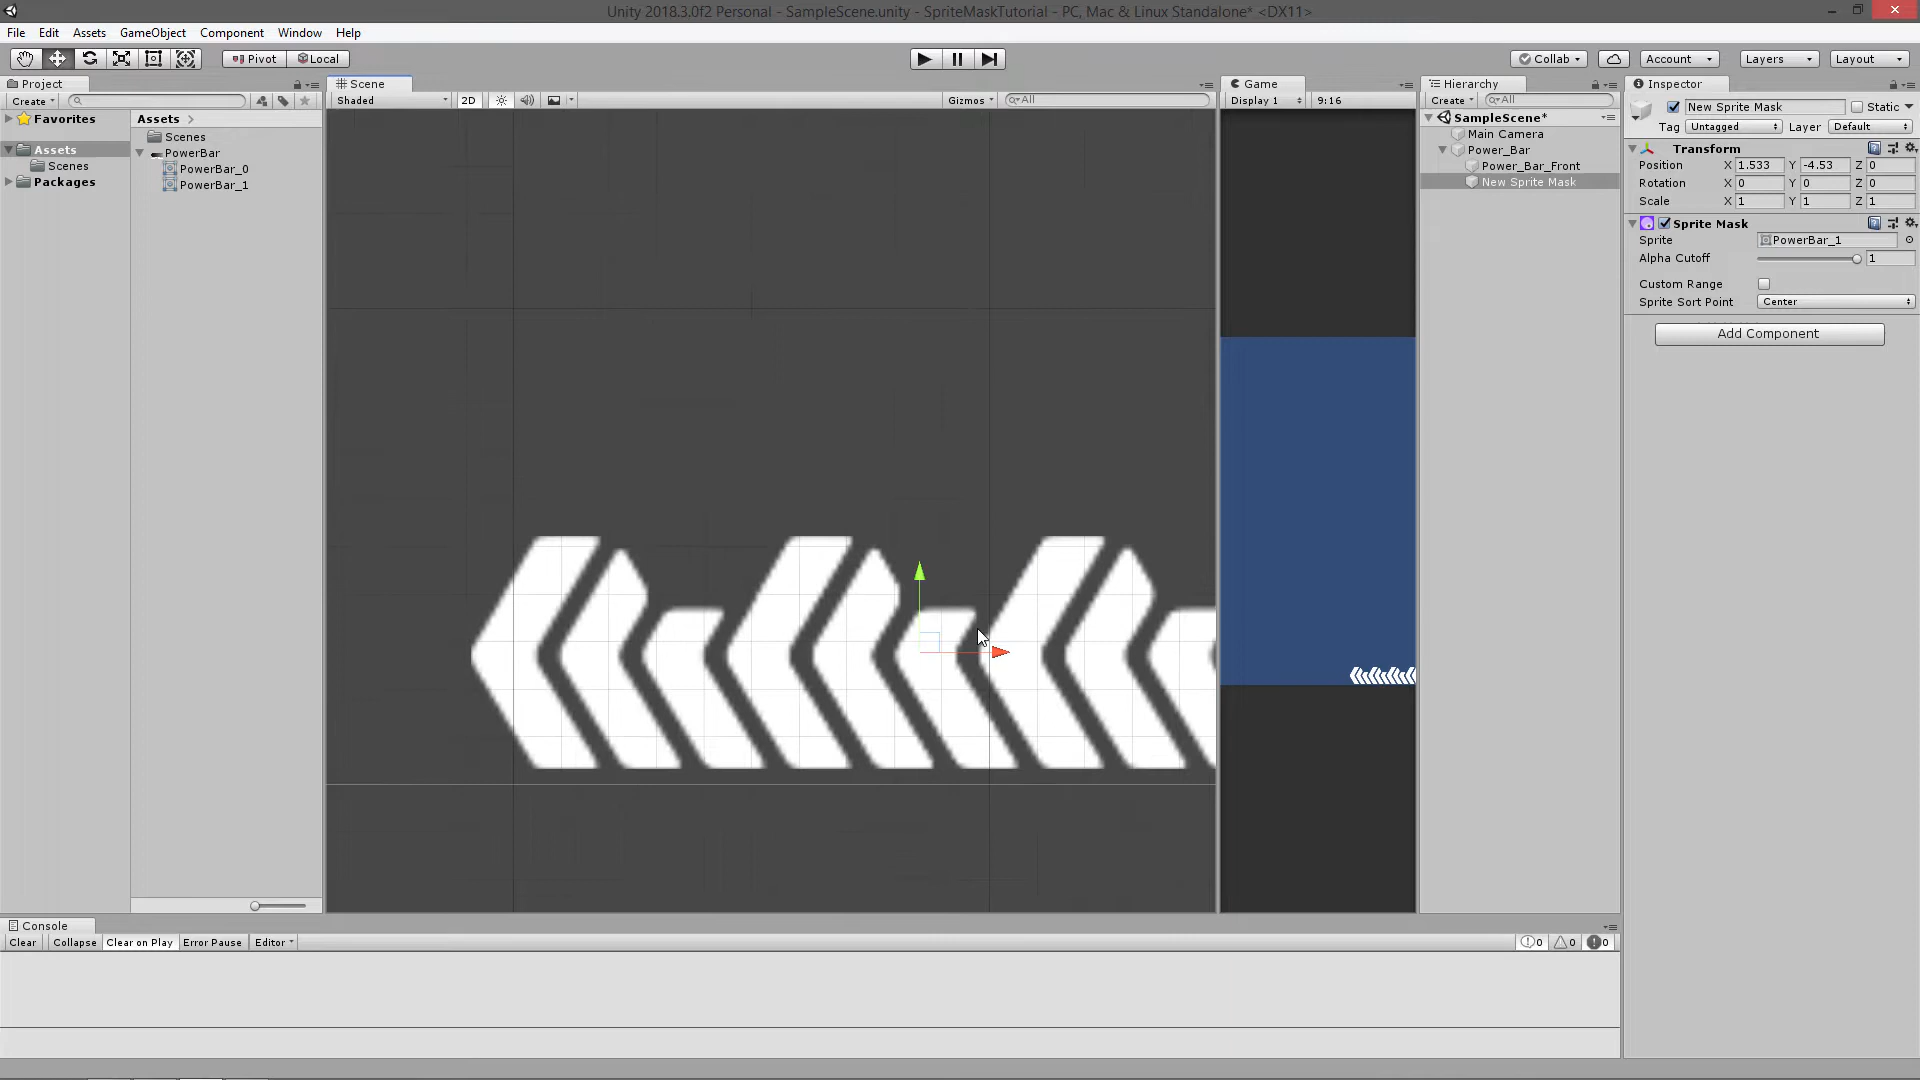 Unity 2018.3.0f2 Personal - SampleScene.unity - SpriteMaskTutorial - PC, Mac & Linux Standalone* <DX11>
File Edit Assets GameObject Component Window Help
Pivot Local Collab Account Layers Layout
Project Scene Game Hierarchy Inspector
Create Shaded 2D Gizmos All Display 1 9:16 Create All
New Sprite Mask Static
Tag Untagged Layer Default
Favorites
Assets
Scenes
Packages
Assets
Scenes
PowerBar
PowerBar_0
PowerBar_1
SampleScene*
Main Camera
Power_Bar
Power_Bar_Front
New Sprite Mask
Transform
Position X 1.533 Y -4.53 Z 0
Rotation X 0 Y 0 Z 0
Scale X 1 Y 1 Z 1
Sprite Mask
Sprite PowerBar_1
Alpha Cutoff 1
Custom Range
Sprite Sort Point Center
Add Component
Console
Clear Collapse Clear on Play Error Pause Editor 0 0 0